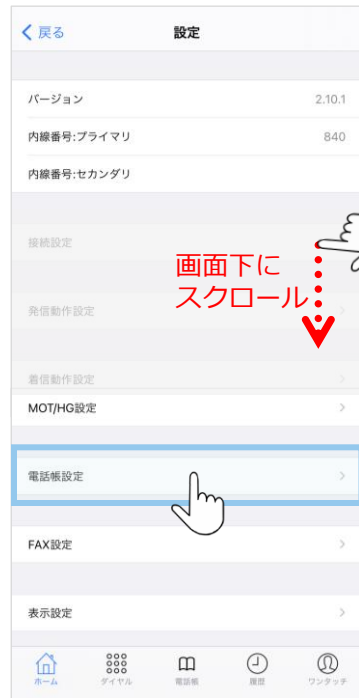 戻る 設定
バージョン 2.10.1
内線番号:プライマリ 840
内線番号:セカンダリ
接続設定
画面下に
スクロール
発信動作設定
着信動作設定
MOT/HG設定
電話帳設定
FAX設定
表示設定
ホーム ダイヤル 電話帳 履歴 ワンタッチ